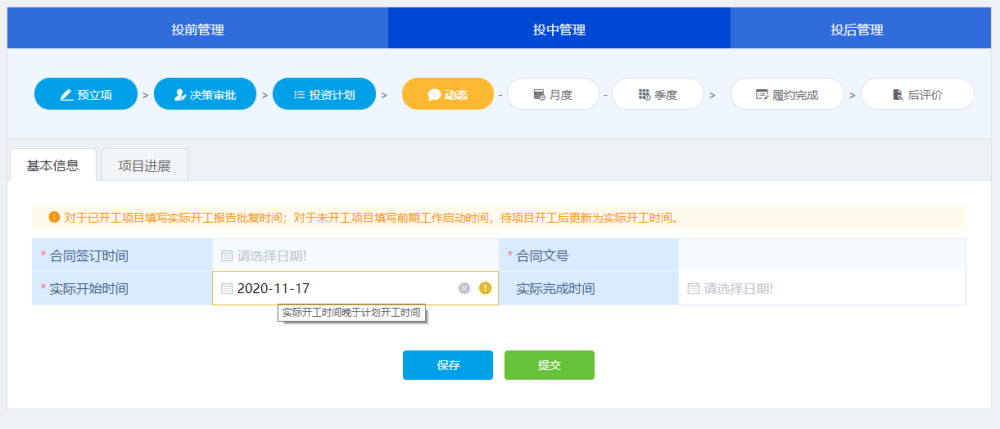 投前管理 投中管理 投后管理
预立项 > 决策审批 > 投资计划 > 动态 - 月度 - 季度 > 履约完成 > 后评价
基本信息 项目进展
对于已开工项目填写实际开工报告批复时间；对于未开工项目填写前期工作启动时间，待项目开工后更新为实际开工时间。
* 合同签订时间 请选择日期! * 合同文号
* 实际开始时间 2020-11-17 实际完成时间 请选择日期!
实际开工时间晚于计划开工时间
保存 提交